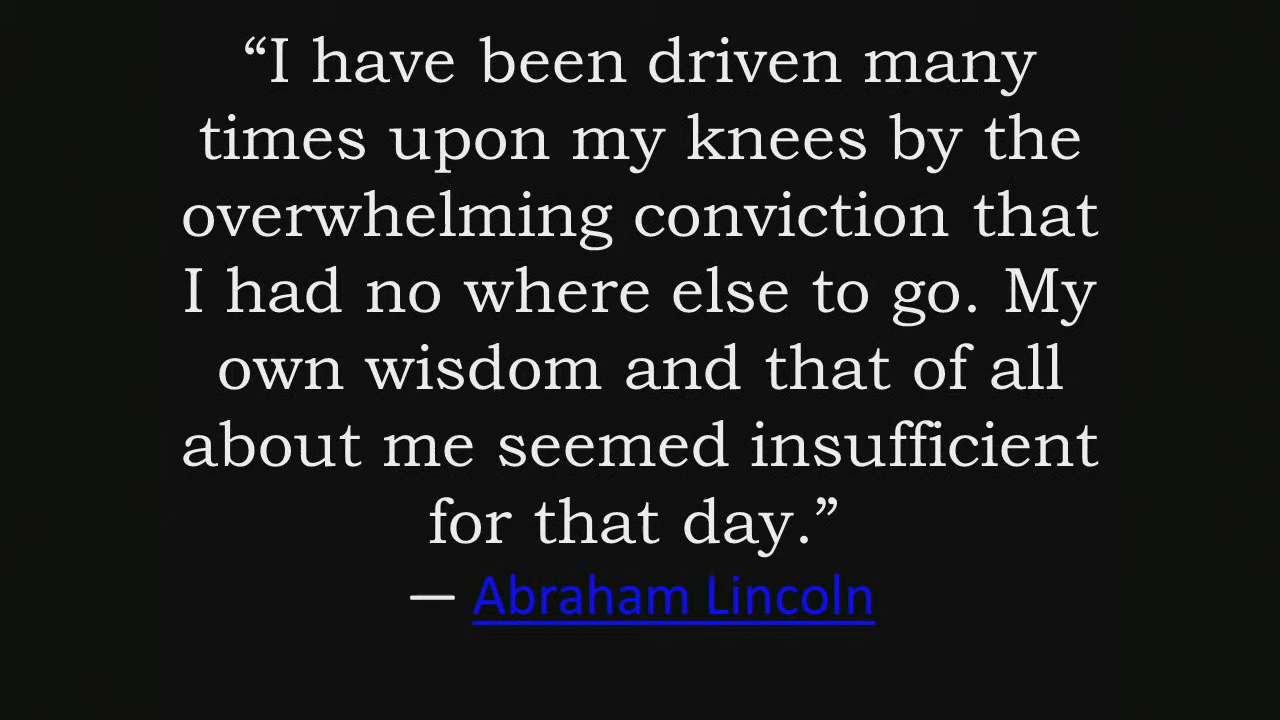 “I have been driven many
times upon my knees by the
overwhelming conviction that
I had no where else to go. My
own wisdom and that of all
about me seemed insufficient
for that day.”
— Abraham Lincoln